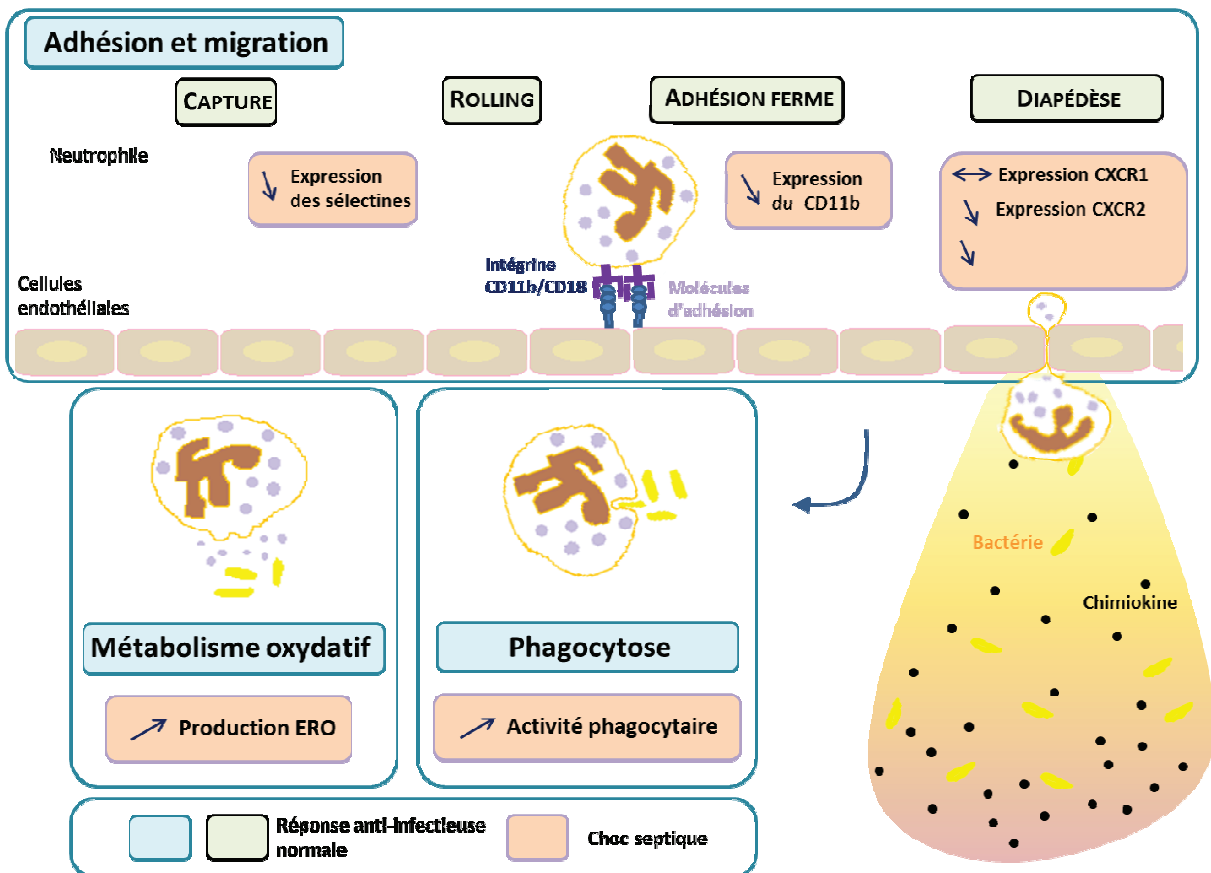 Adhésion et migration
CAPTURE
ROLLING
ADHÉSION FERME
DIAPÉDÈSE
Neutrophile
Expression
des sélectines
Expression
du CD11b
Expression CXCR1
Expression CXCR2
Intégrine
CD11b/CD18
Molécules
d'adhésion
Cellules
endothéliales
Bactérie
Chimiokine
Métabolisme oxydatif
Production ERO
Phagocytose
Activité phagocytaire
Réponse anti-infectieuse
normale
Choc septique